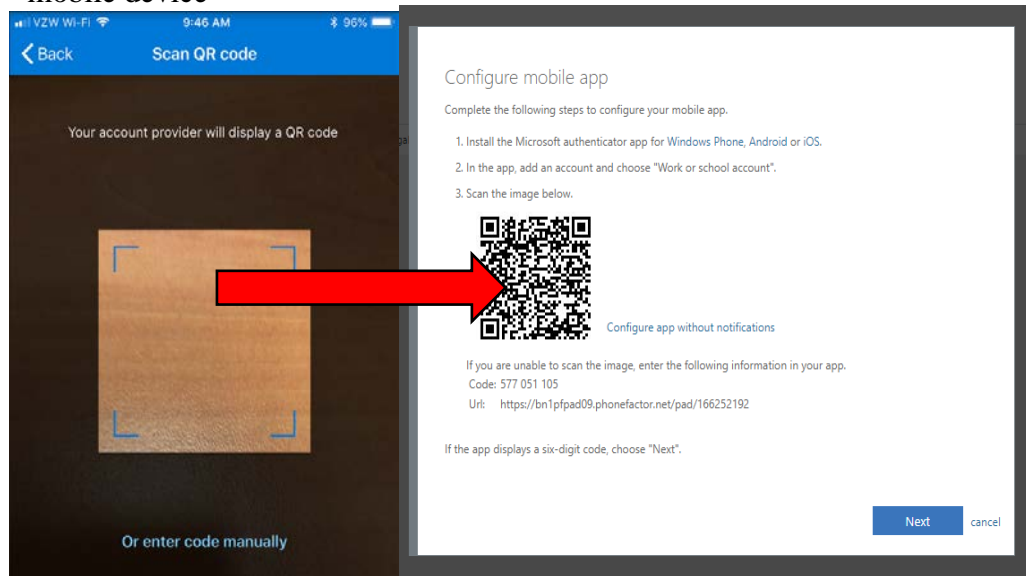 mobile device
VZW Wi-Fi 9:46 AM 96%
Back Scan QR code
Your account provider will display a QR code
Or enter code manually
Configure mobile app
Complete the following steps to configure your mobile app.
1. Install the Microsoft authenticator app for Windows Phone, Android or iOS.
2. In the app, add an account and choose "Work or school account".
3. Scan the image below.
Configure app without notifications
If you are unable to scan the image, enter the following information in your app.
Code: 577 051 105
Url: https://bn1pfpad09.phonefactor.net/pad/166252192
If the app displays a six-digit code, choose "Next".
Next cancel